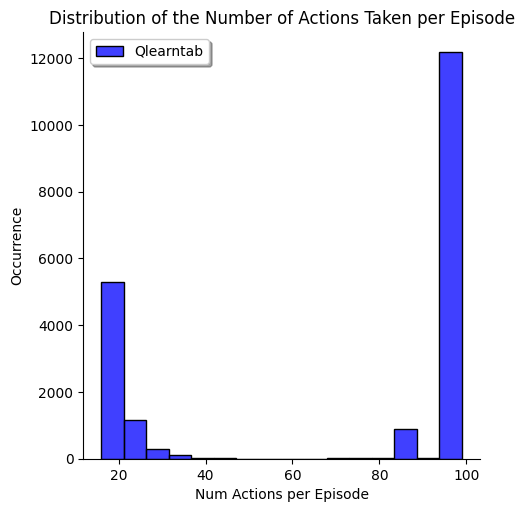 Distribution of the Number of Actions Taken per Episode
Qlearntab
12000
10000
8000
6000
4000
2000
0
Occurrence
20 40 60 80 100
Num Actions per Episode